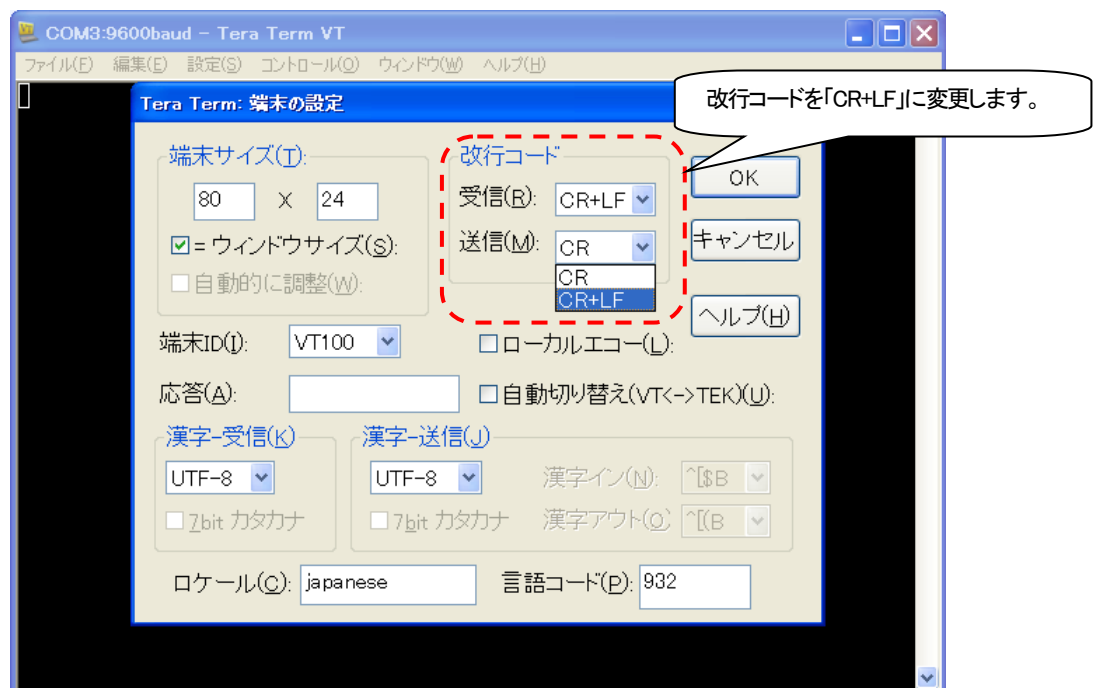 COM3:9600baud - Tera Term VT
ファイル(F) 編集(E) 設定(S) コントロール(O) ウィンドウ(W) ヘルプ(H)
改行コードを「CR+LF」に変更します。
Tera Term: 端末の設定
端末サイズ(T):
80 X 24
= ウィンドウサイズ(S):
自動的に調整(W):
改行コード
受信(R): CR+LF
送信(M): CR
CR
CR+LF
OK
キャンセル
ヘルプ(H)
端末ID(I): VT100
ローカルエコー(L):
応答(A):
自動切り替え(VT<->TEK)(U):
漢字-受信(K)
UTF-8
7bit カタカナ
漢字-送信(J)
UTF-8
7bit カタカナ
漢字イン(N): ^[$B
漢字アウト(O) ^[(B
ロケール(C): japanese
言語コード(P): 932